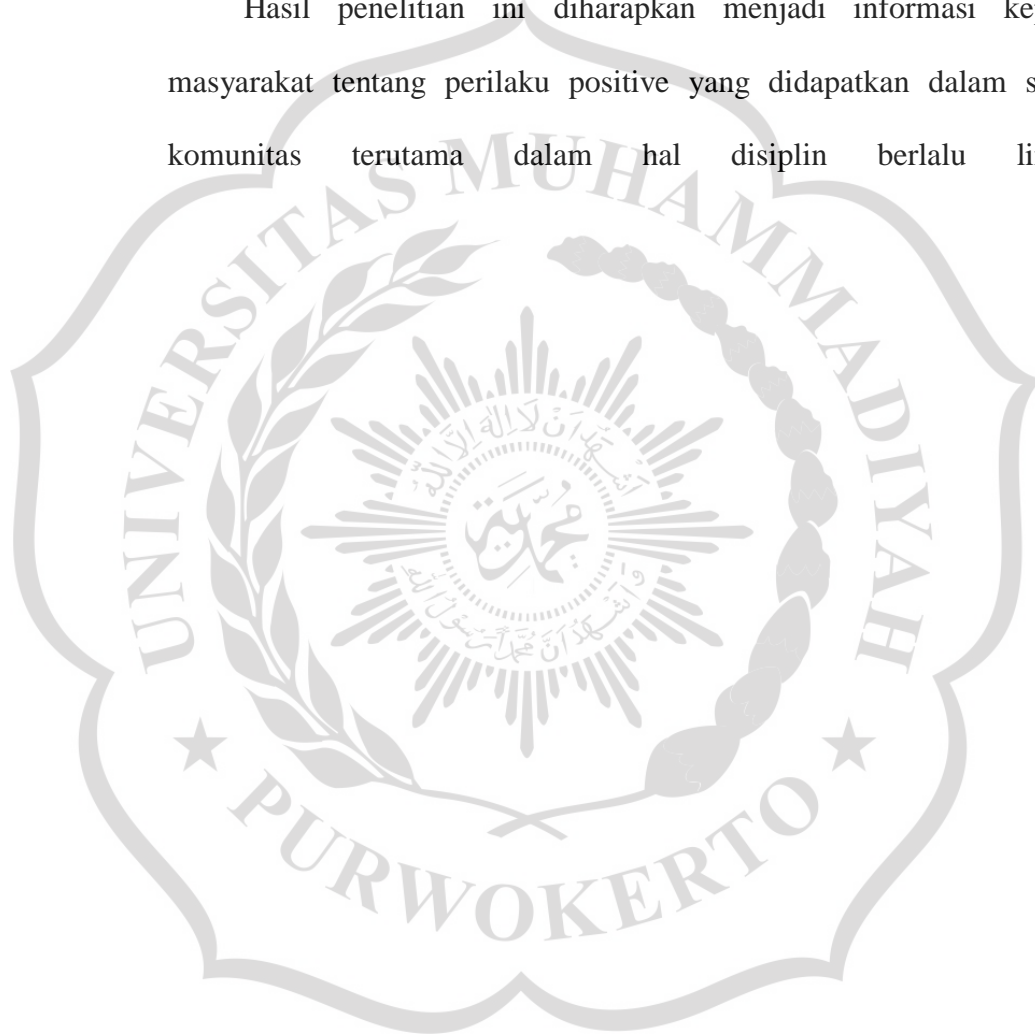 Hasil penelitian ini diharapkan menjadi informasi
masyarakat tentang perilaku positive yang didapatkan dalam
komunitas terutama dalam hal disiplin berlalu
UNIVERSITAS MUHAMMADIYAH
PURWOKERTO